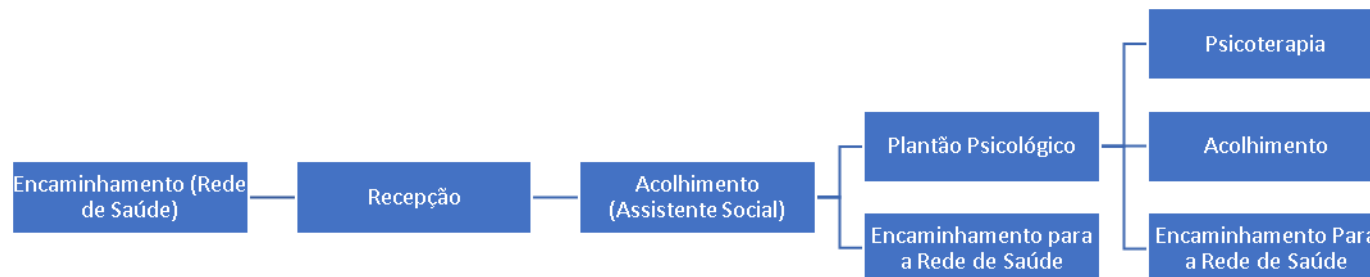 Encaminhamento (Rede
de Saúde)
Recepção
Acolhimento
(Assistente Social)
Plantão Psicológico
Encaminhamento para
a Rede de Saúde
Psicoterapia
Acolhimento
Encaminhamento Para
a Rede de Saúde